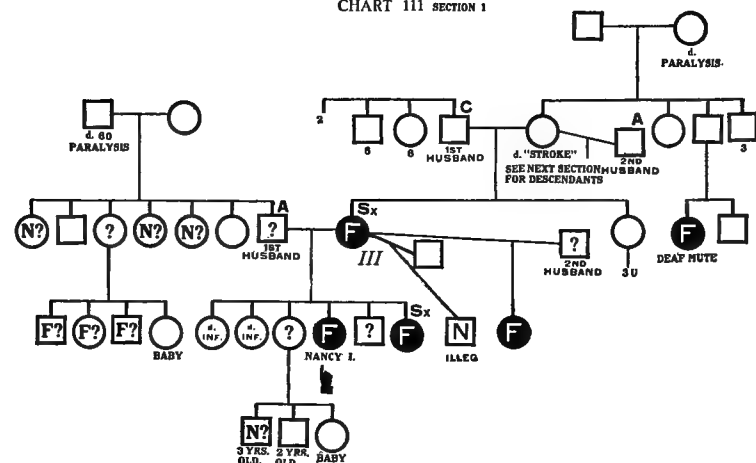 CHART 111 SECTION 1
d.
PARALYSIS.
d. 60
PARALYSIS
2
6
6
C
1ST
HUSBAND
d. "STROKE"
SEE NEXT SECTION
FOR DESCENDANTS
A
2ND
HUSBAND
3
N?
?
N?
N?
A
?
1ST
HUSBAND
Sx
F
III
?
2ND
HUSBAND
3U
F
DEAF MUTE
F?
F?
F?
BABY
d.
INF.
d.
INF.
?
F
NANCY I.
?
Sx
F
N
ILLEG
F
N?
3 YRS.
OLD.
2 YRS.
OLD
BABY